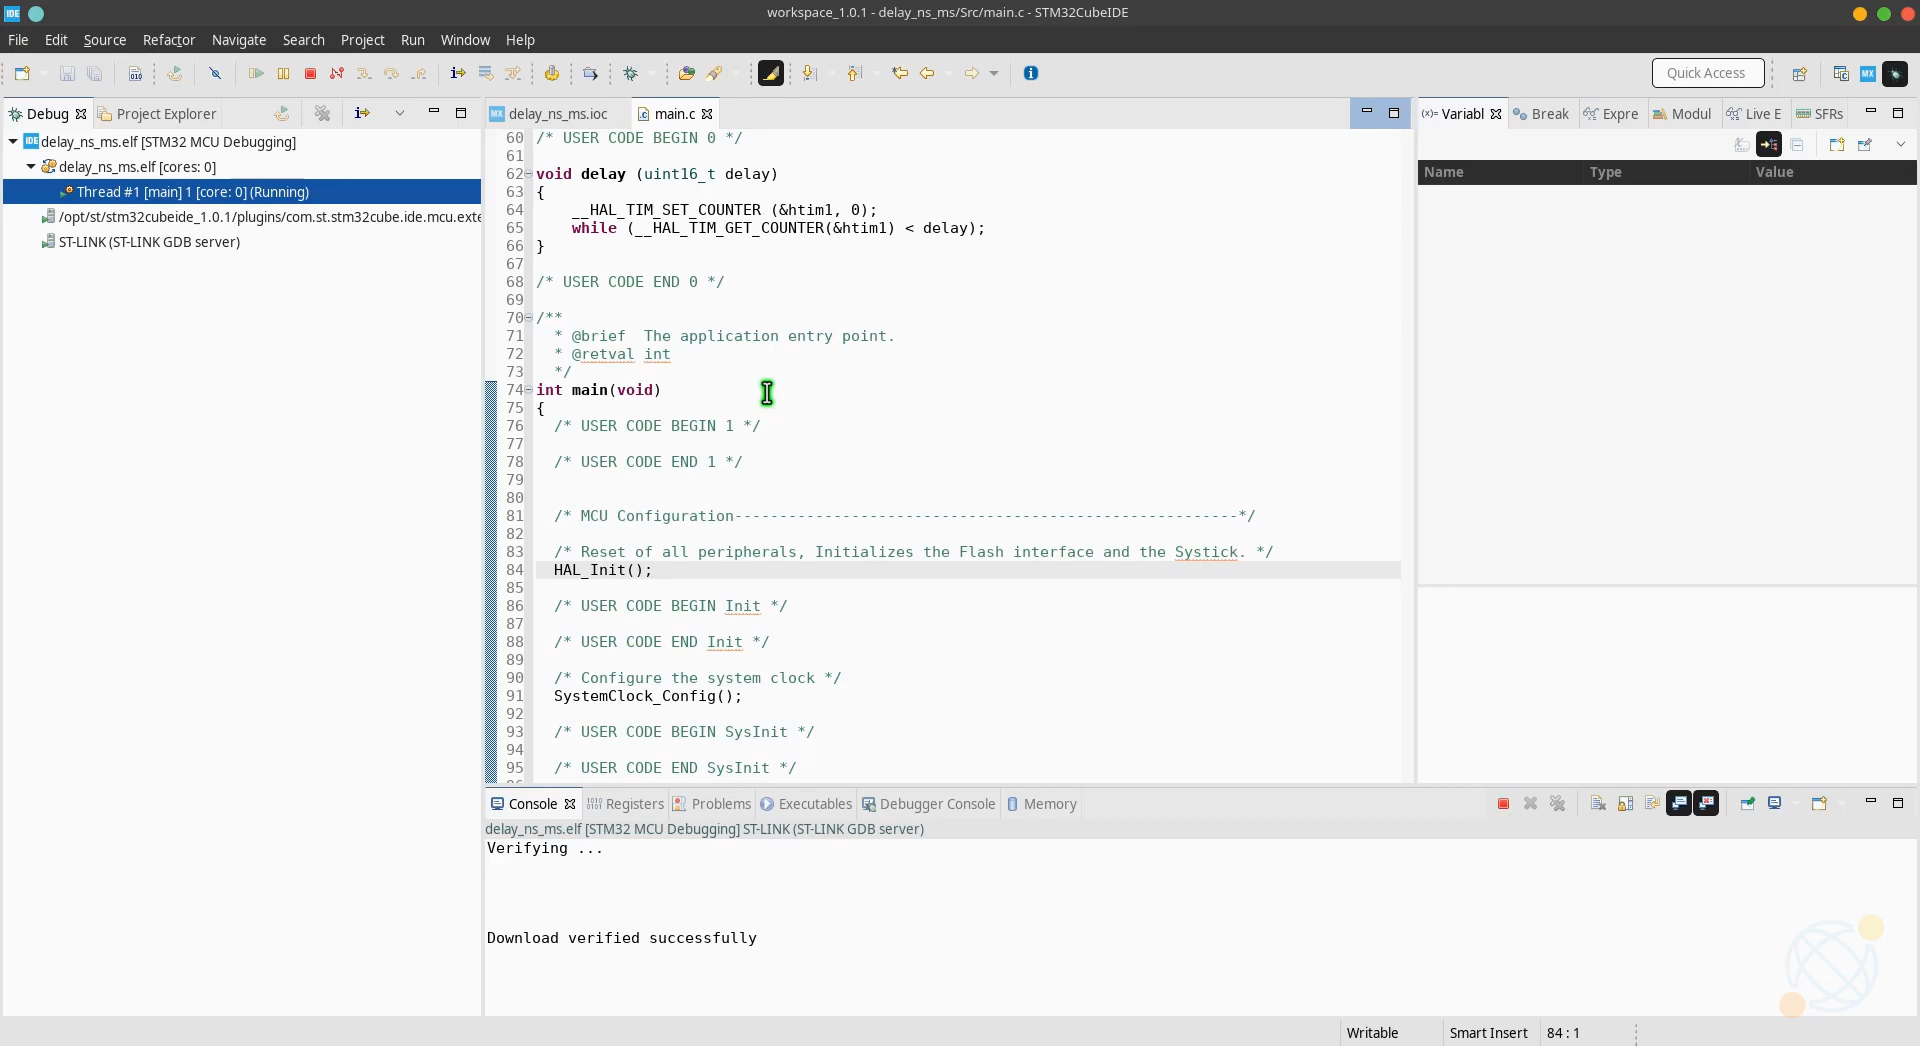 workspace_1.0.1 - delay_ns_ms/Src/main.c - STM32CubeIDE
File Edit Source Refactor Navigate Search Project Run Window Help
Quick Access
Debug Project Explorer
delay_ns_ms.elf [STM32 MCU Debugging]
delay_ns_ms.elf [cores: 0]
Thread #1 [main] 1 [core: 0] (Running)
/opt/st/stm32cubeide_1.0.1/plugins/com.st.stm32cube.ide.mcu.exte
ST-LINK (ST-LINK GDB server)
delay_ns_ms.ioc main.c
60 /* USER CODE BEGIN 0 */
61
62 void delay (uint16_t delay)
63 {
64 __HAL_TIM_SET_COUNTER (&htim1, 0);
65 while (__HAL_TIM_GET_COUNTER(&htim1) < delay);
66 }
67
68 /* USER CODE END 0 */
69
70 /**
71 * @brief  The application entry point.
72 * @retval int
73 */
74 int main(void)
75 {
76 /* USER CODE BEGIN 1 */
77
78 /* USER CODE END 1 */
79
80
81 /* MCU Configuration--------------------------------------------------------*/
82
83 /* Reset of all peripherals, Initializes the Flash interface and the Systick. */
84 HAL_Init();
85
86 /* USER CODE BEGIN Init */
87
88 /* USER CODE END Init */
89
90 /* Configure the system clock */
91 SystemClock_Config();
92
93 /* USER CODE BEGIN SysInit */
94
95 /* USER CODE END SysInit */
(x)= Variabl Break Expre Modul Live E SFRs
Name Type Value
Console Registers Problems Executables Debugger Console Memory
delay_ns_ms.elf [STM32 MCU Debugging] ST-LINK (ST-LINK GDB server)
Verifying ...
Download verified successfully
Writable Smart Insert 84 : 1